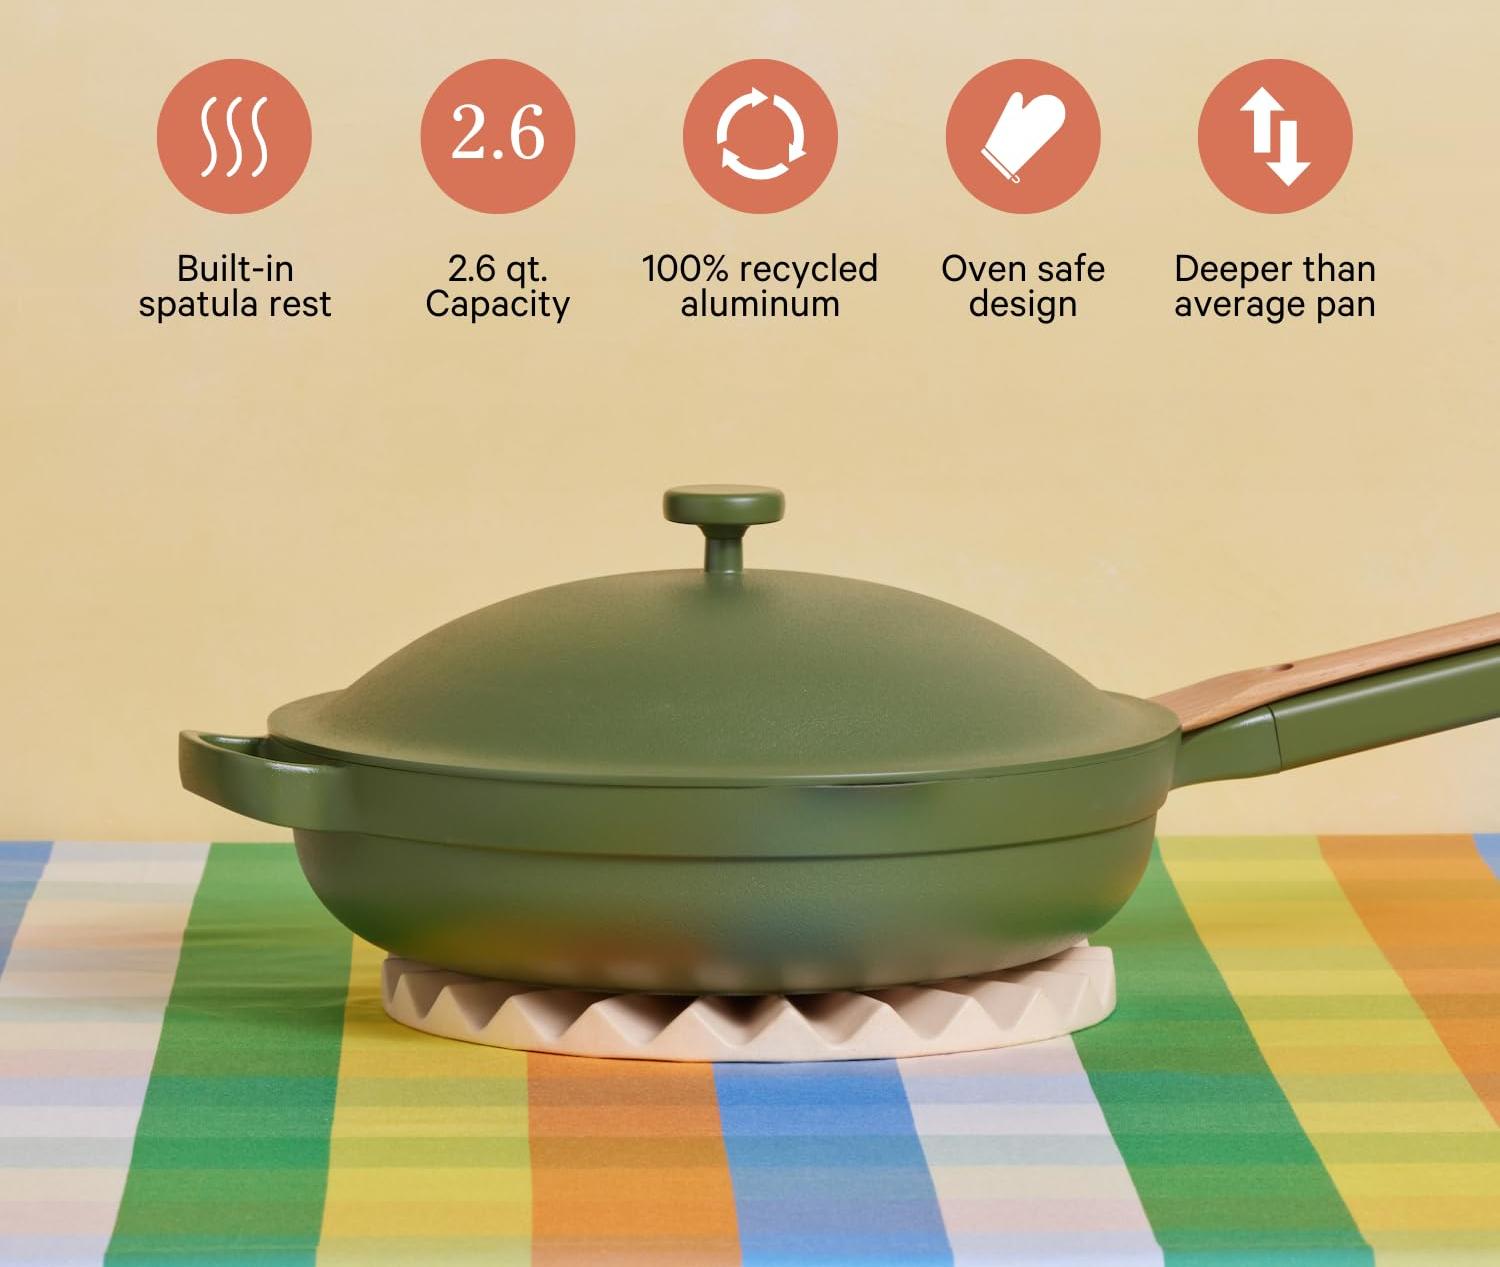 2.6
Built-in
spatula rest
2.6 qt.
Capacity
100% recycled
aluminum
Oven safe
design
Deeper than
average pan